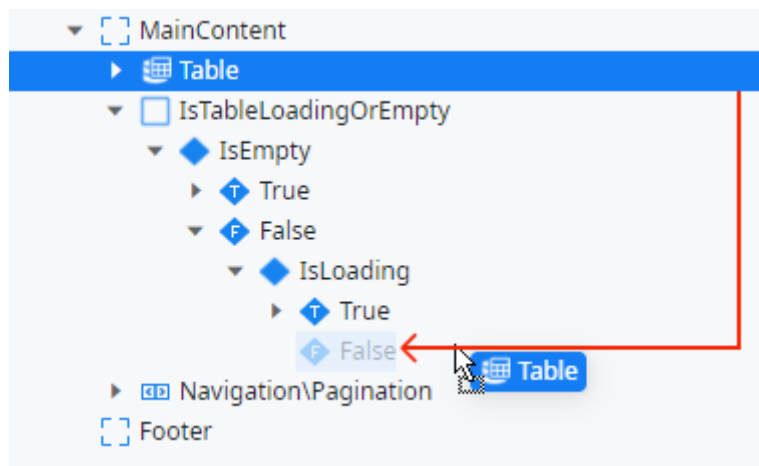 MainContent
Table
IsTableLoadingOrEmpty
IsEmpty
T True
F False
IsLoading
T True
F False
Table
Navigation\Pagination
Footer